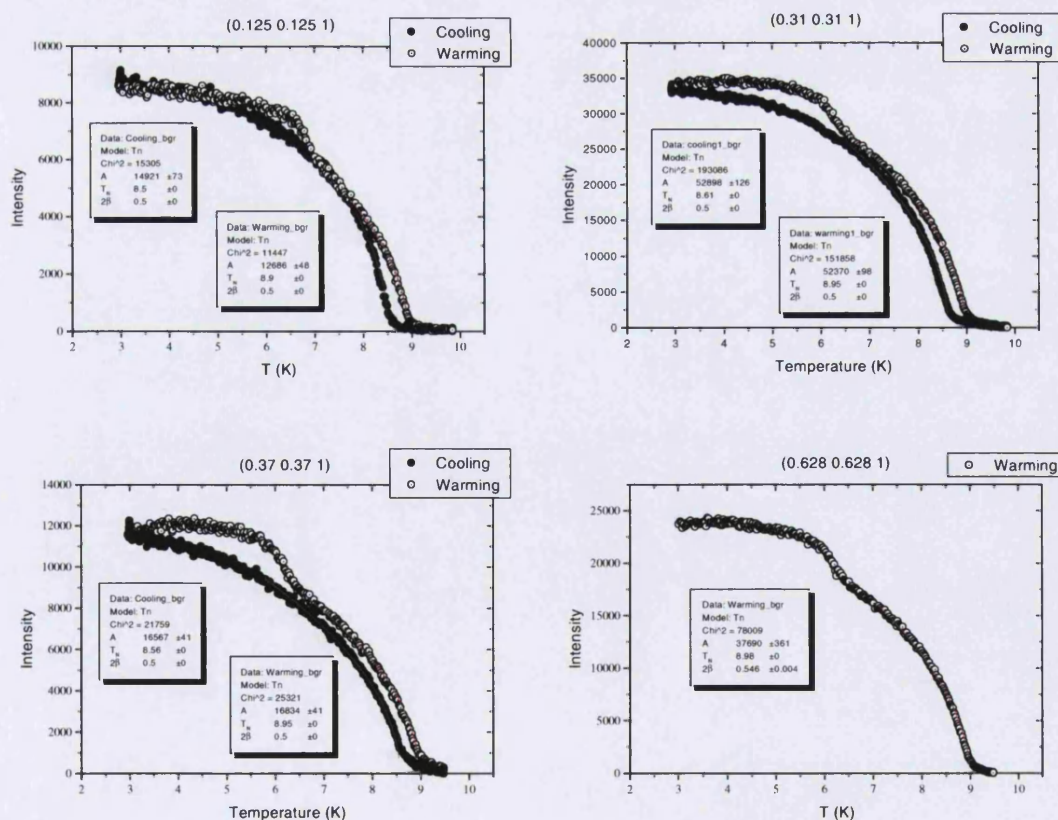 (0.125 0.125 1)
Cooling
Warming
10000
8000
6000
4000
2000
0
Intensity
2 3 4 5 6 7 8 9 10
T (K)
Data: Cooling_bgr
Model: Tn
Chi^2 = 15305
A 14921 ±73
T_N 8.5 ±0
2β 0.5 ±0
Data: Warming_bgr
Model: Tn
Chi^2 = 11447
A 12686 ±48
T_N 8.9 ±0
2β 0.5 ±0
(0.31 0.31 1)
Cooling
Warming
40000
35000
30000
25000
20000
15000
10000
5000
0
Intensity
2 3 4 5 6 7 8 9 10
Temperature (K)
Data: cooling1_bgr
Model: Tn
Chi^2 = 193086
A 52898 ±126
T_N 8.61 ±0
2β 0.5 ±0
Data: warming1_bgr
Model: Tn
Chi^2 = 151858
A 52370 ±98
T_N 8.95 ±0
2β 0.5 ±0
(0.37 0.37 1)
Cooling
Warming
14000
12000
10000
8000
6000
4000
2000
0
Intensity
2 3 4 5 6 7 8 9 10
Temperature (K)
Data: Cooling_bgr
Model: Tn
Chi^2 = 21759
A 16567 ±41
T_N 8.56 ±0
2β 0.5 ±0
Data: Warming_bgr
Model: Tn
Chi^2 = 25321
A 16834 ±41
T_N 8.95 ±0
2β 0.5 ±0
(0.628 0.628 1)
Warming
25000
20000
15000
10000
5000
0
Intensity
2 3 4 5 6 7 8 9 10
T (K)
Data: Warming_bgr
Model: Tn
Chi^2 = 78009
A 37690 ±361
T_N 8.98 ±0
2β 0.546 ±0.004